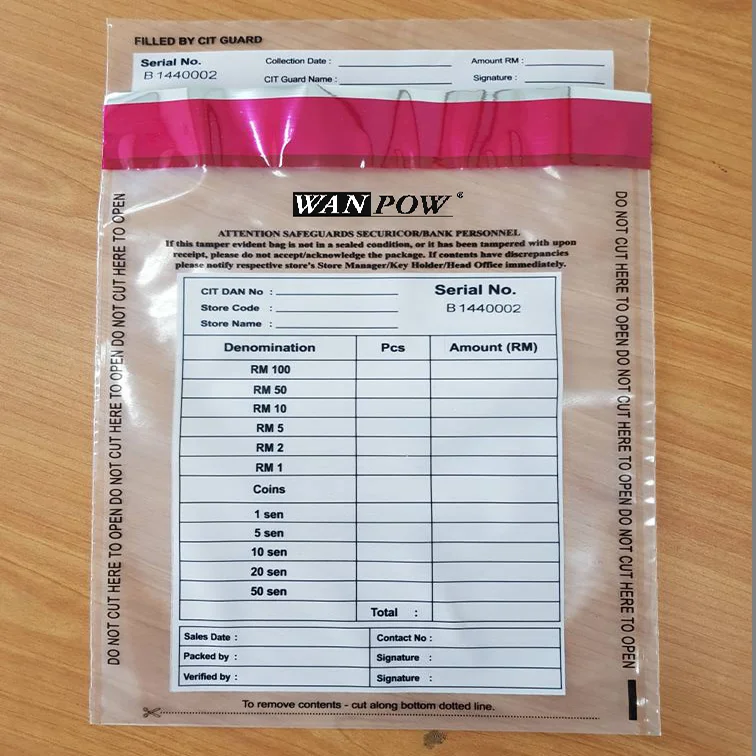 FILLED BY CIT GUARD
Serial No. Collection Date : Amount RM :
B 1440002 CIT Guard Name : Signature :
WANPOW ®
ATTENTION SAFEGUARDS SECURICOR/BANK PERSONNEL
If this tamper evident bag is not in a sealed condition, or it has been tampered with upon
receipt, please do not accept/acknowledge the package. If contents have discrepancies
please notify respective store's Store Manager/Key Holder/Head Office immediately.
DO NOT CUT HERE TO OPEN DO NOT CUT HERE TO OPEN DO NOT CUT HERE TO OPEN
CIT DAN No : Serial No.
Store Code : B 1440002
Store Name :
Denomination Pcs Amount (RM)
RM 100
RM 50
RM 10
RM 5
RM 2
RM 1
Coins
1 sen
5 sen
10 sen
20 sen
50 sen
Total :
Sales Date : Contact No :
Packed by : Signature :
Verified by : Signature :
DO NOT CUT HERE TO OPEN DO NOT CUT HERE TO OPEN DO NOT CUT HERE TO OPEN
To remove contents - cut along bottom dotted line.